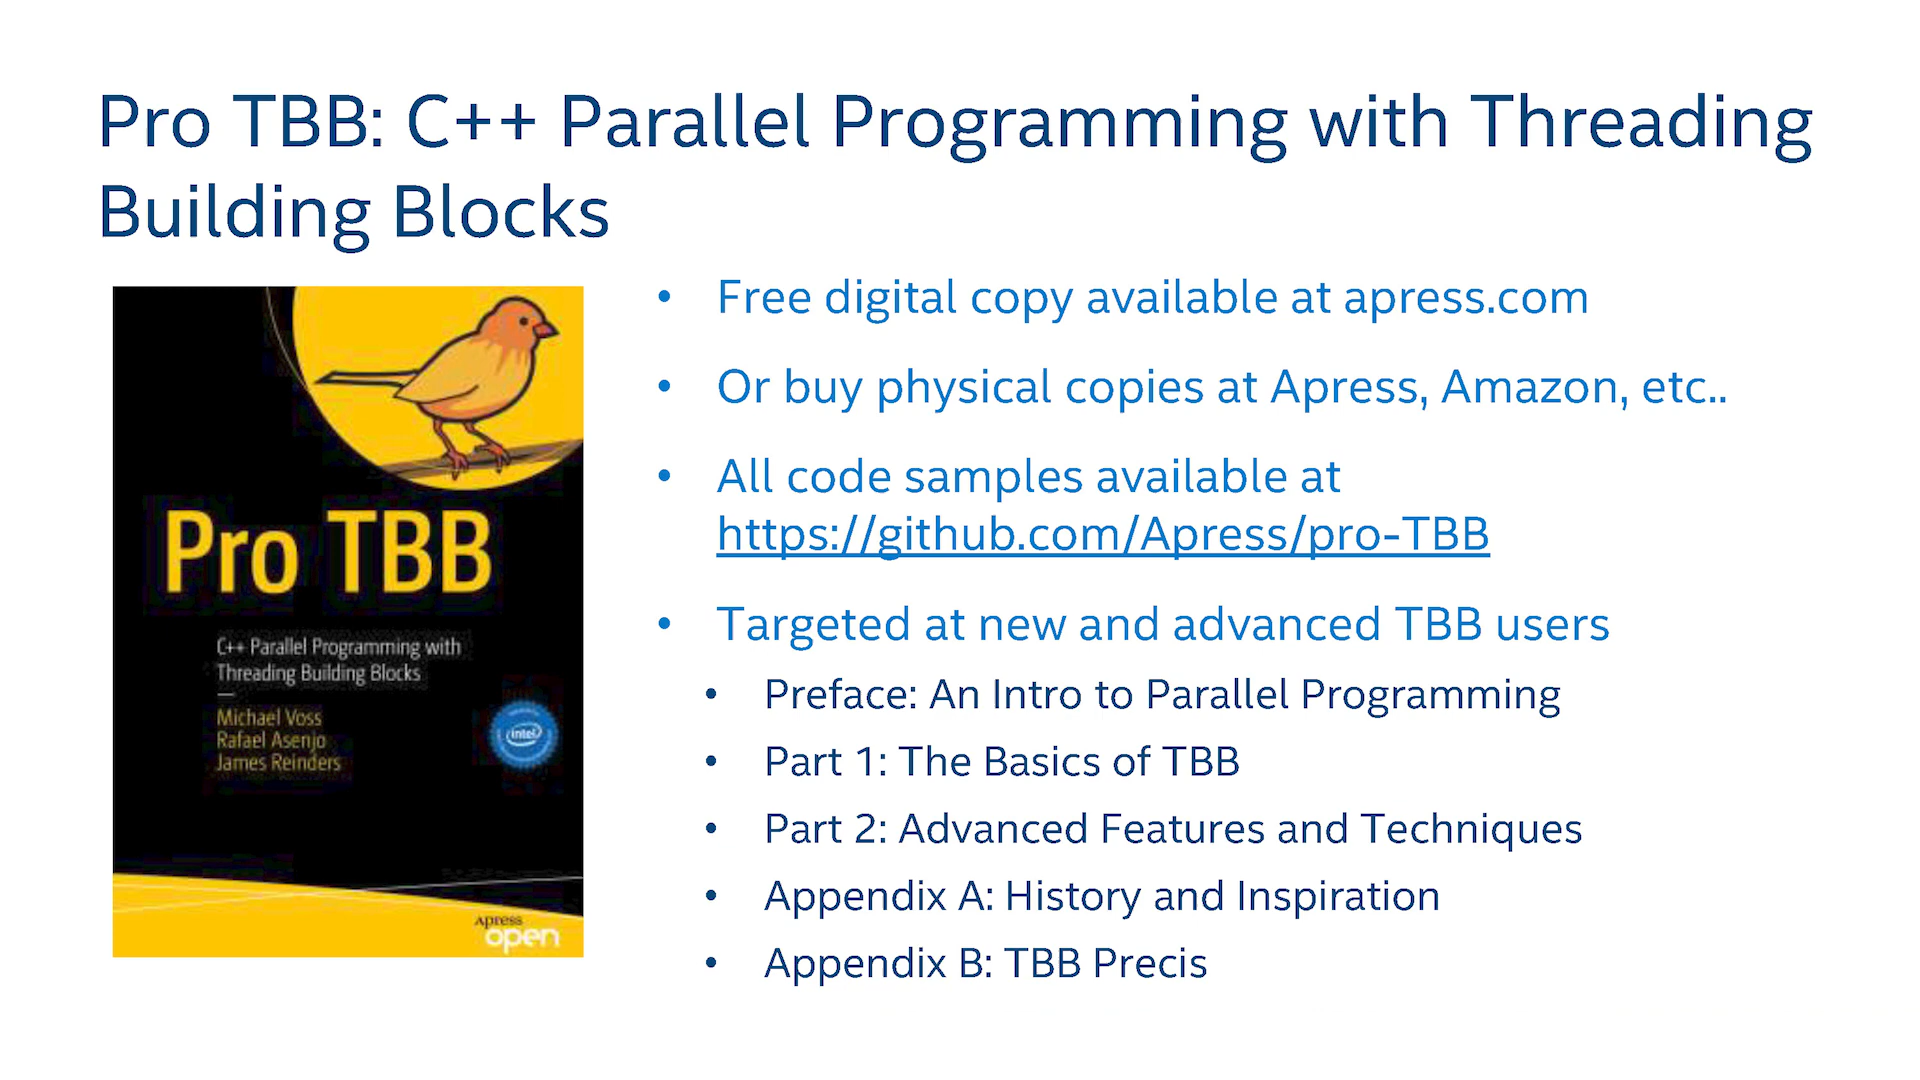 Pro TBB: C++ Parallel Programming with Threading
Building Blocks
Pro TBB
C++ Parallel Programming with
Threading Building Blocks
Michael Voss
Rafael Asenjo
James Reinders
intel
Apress
open
• Free digital copy available at apress.com
• Or buy physical copies at Apress, Amazon, etc..
• All code samples available at
https://github.com/Apress/pro-TBB
• Targeted at new and advanced TBB users
• Preface: An Intro to Parallel Programming
• Part 1: The Basics of TBB
• Part 2: Advanced Features and Techniques
• Appendix A: History and Inspiration
• Appendix B: TBB Precis